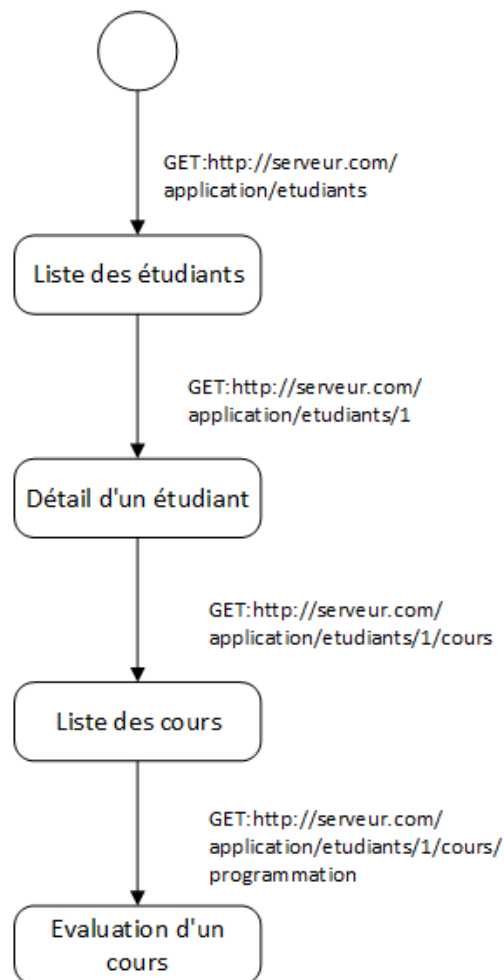 GET:http://serveur.com/
application/etudiants
Liste des étudiants
GET:http://serveur.com/
application/etudiants/1
Détail d'un étudiant
GET:http://serveur.com/
application/etudiants/1/cours
Liste des cours
GET:http://serveur.com/
application/etudiants/1/cours/
programmation
Evaluation d'un
cours